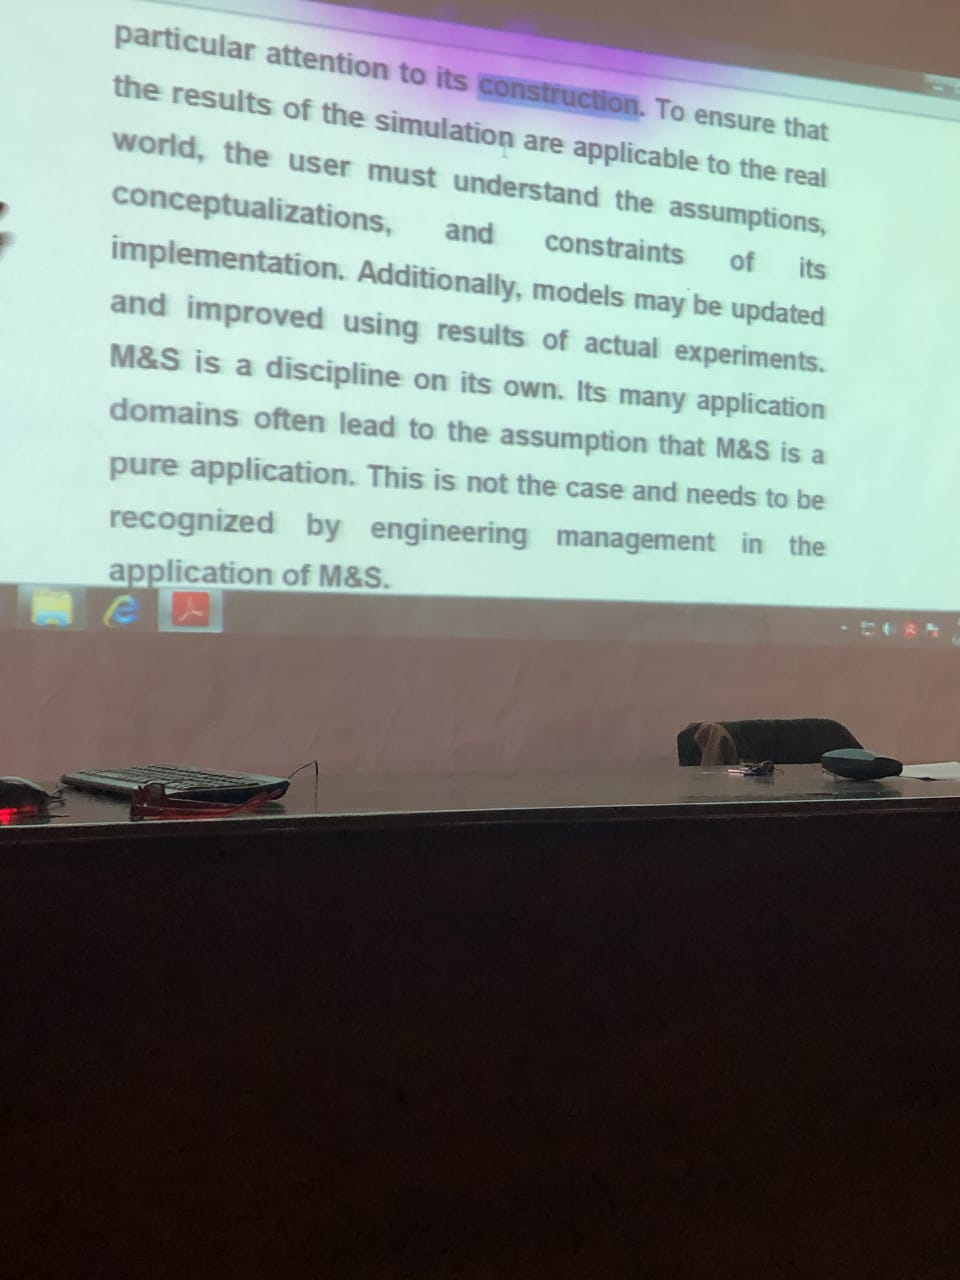 particular attention to its construction. To ensure that
the results of the simulation are applicable to the real
world, the user must understand the assumptions,
conceptualizations, and constraints of its
implementation. Additionally, models may be updated
and improved using results of actual experiments.
M&S is a discipline on its own. Its many application
domains often lead to the assumption that M&S is a
pure application. This is not the case and needs to be
recognized by engineering management in the
application of M&S.